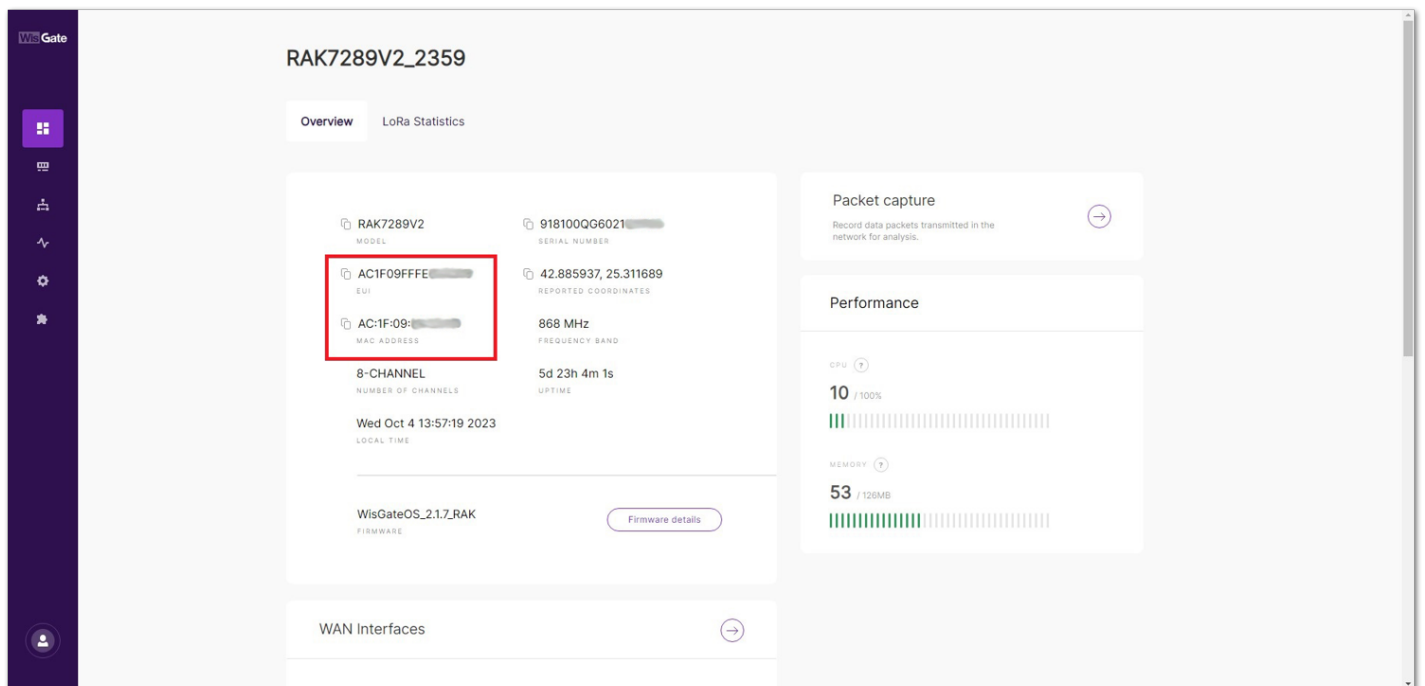 WisGate
RAK7289V2_2359
Overview
LoRa Statistics
RAK7289V2
MODEL
918100QG6021
SERIAL NUMBER
AC1F09FFFE
EUI
42.885937, 25.311689
REPORTED COORDINATES
AC:1F:09:
MAC ADDRESS
868 MHz
FREQUENCY BAND
8-CHANNEL
NUMBER OF CHANNELS
5d 23h 4m 1s
UPTIME
Wed Oct 4 13:57:19 2023
LOCAL TIME
WisGateOS_2.1.7_RAK
FIRMWARE
Firmware details
WAN Interfaces
Packet capture
Record data packets transmitted in the
network for analysis.
Performance
CPU ?
10 / 100%
MEMORY ?
53 / 126MB